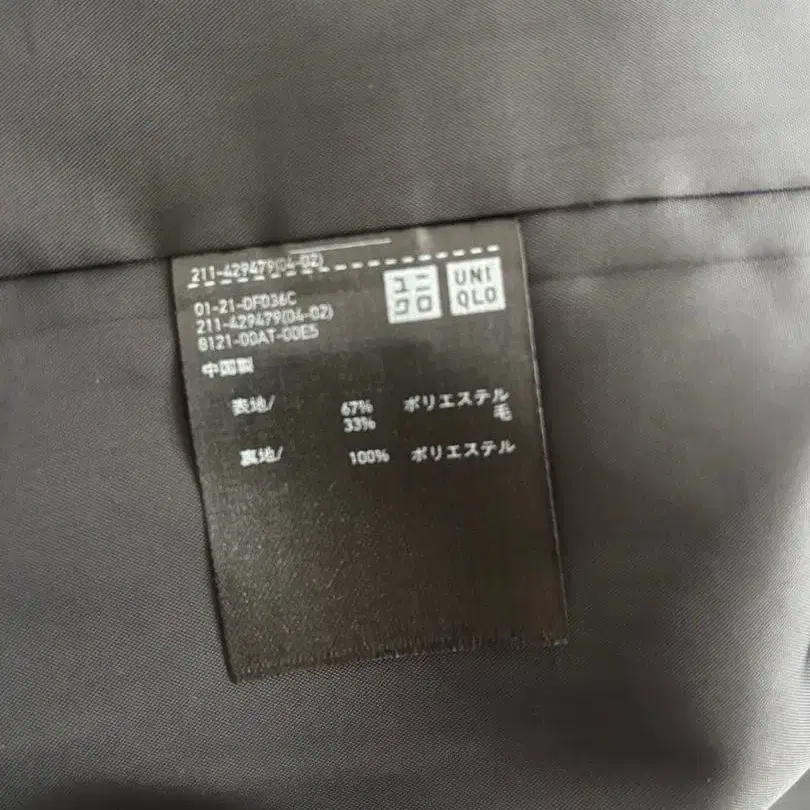 211-429479(04-02)
ユニ
クロ
UNI
QLO
01-21-0F036C
211-429479(04-02)
8121-00AT-0DE5
中国製
表地/ 67% ポリエステル
33% 毛
裏地/ 100% ポリエステル